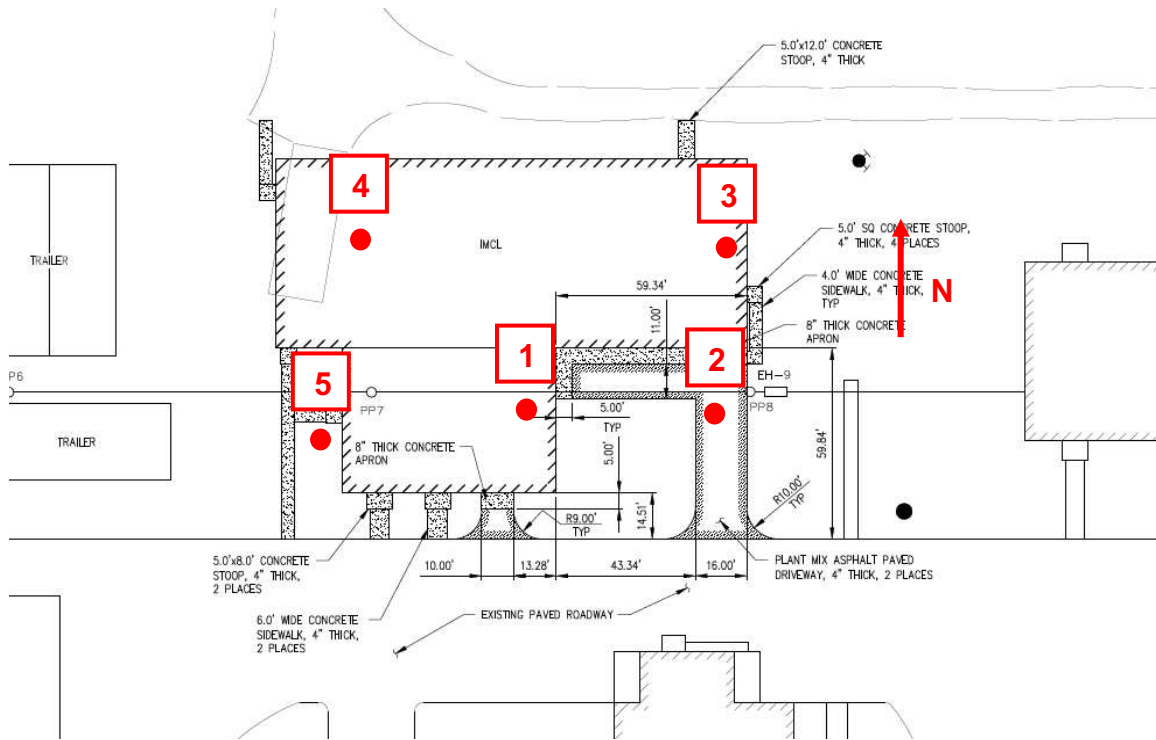 5.0'x12.0' CONCRETE
STOOP, 4" THICK
4
3
IMCL
5.0' SQ CONCRETE STOOP,
4" THICK, 4 PLACES
TRAILER
4.0' WIDE CONCRETE
SIDEWALK, 4" THICK,
TYP
N
59.34'
11.00'
8" THICK CONCRETE
APRON
1
2
5
P6
PP7
EH-9
PP8
5.00'
TYP
TRAILER
8" THICK CONCRETE
APRON
5.00'
59.84'
R10.00'
TYP
14.51'
R9.00'
TYP
5.0'x8.0' CONCRETE
STOOP, 4" THICK,
2 PLACES
10.00'
13.28'
43.34'
16.00'
PLANT MIX ASPHALT PAVED
DRIVEWAY, 4" THICK, 2 PLACES
6.0' WIDE CONCRETE
SIDEWALK, 4" THICK,
2 PLACES
EXISTING PAVED ROADWAY